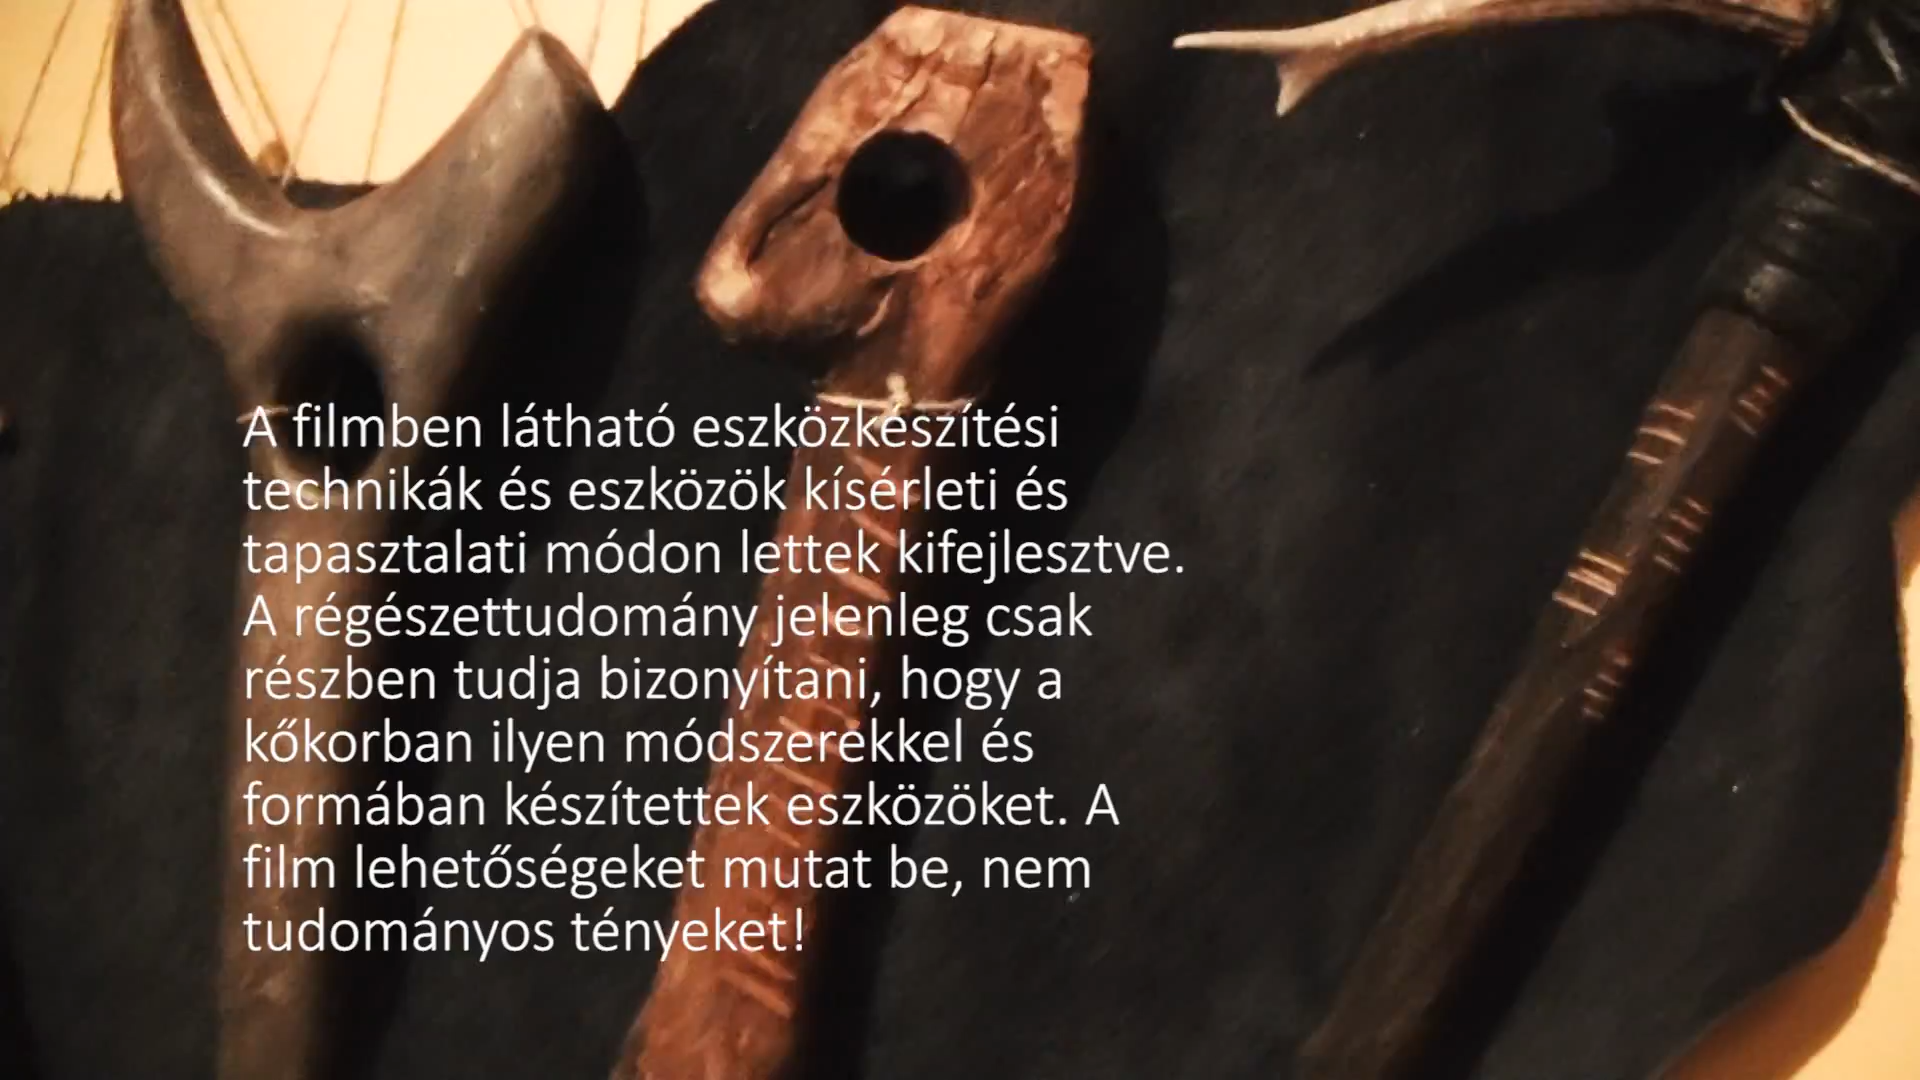 A filmben látható eszközkészítési
technikák és eszközök kísérleti és
tapasztalati módon lettek kifejlesztve.
A régészettudomány jelenleg csak
részben tudja bizonyítani, hogy a
kőkorban ilyen módszerekkel és
formában készítettek eszközöket. A
film lehetőségeket mutat be, nem
tudományos tényeket!